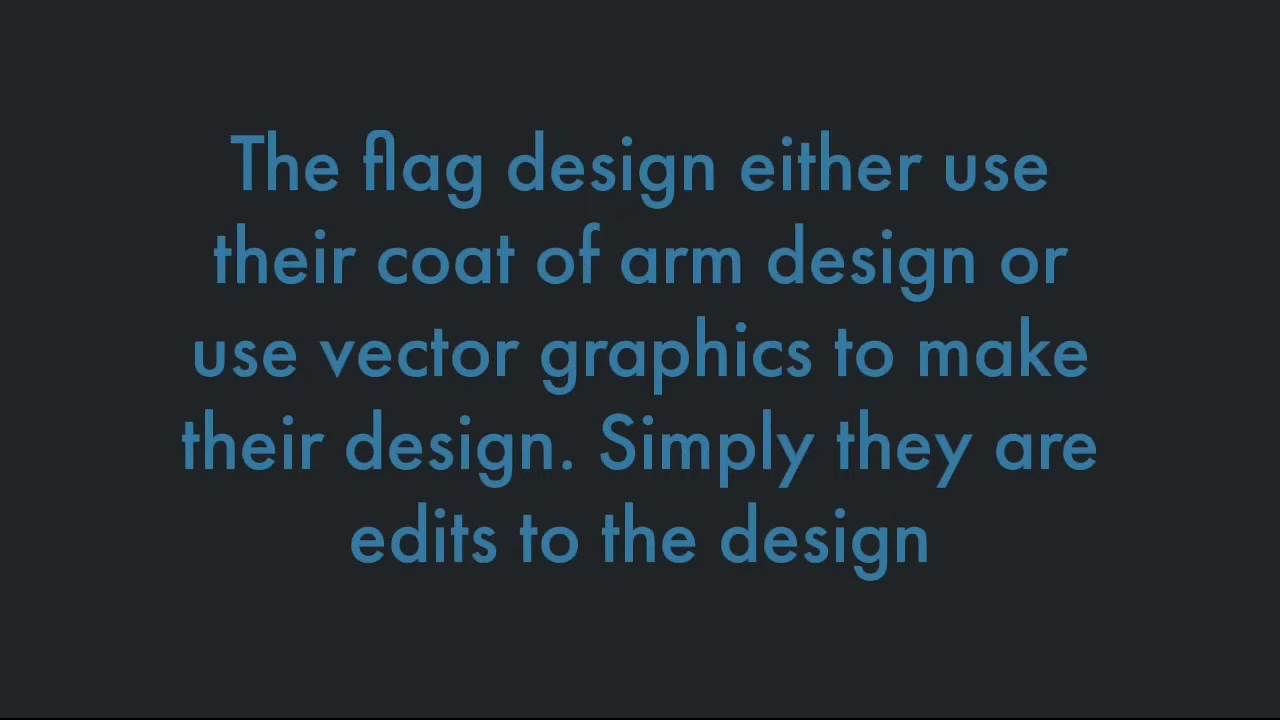 The flag design either use
their coat of arm design or
use vector graphics to make
their design. Simply they are
edits to the design